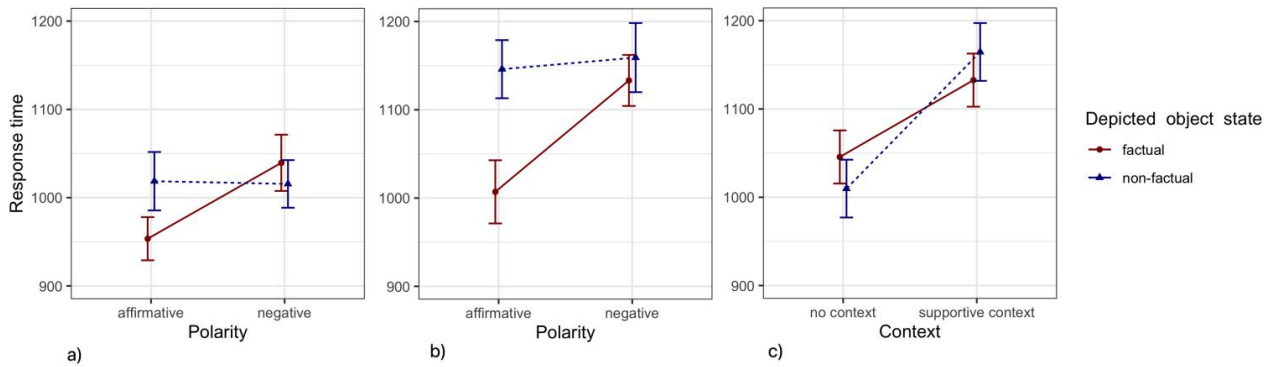 1200
1100
1000
900
Response time
affirmative
negative
Polarity
a)
1200
1100
1000
900
affirmative
negative
Polarity
b)
1200
1100
1000
900
no context
supportive context
Context
c)
Depicted object state
factual
non-factual